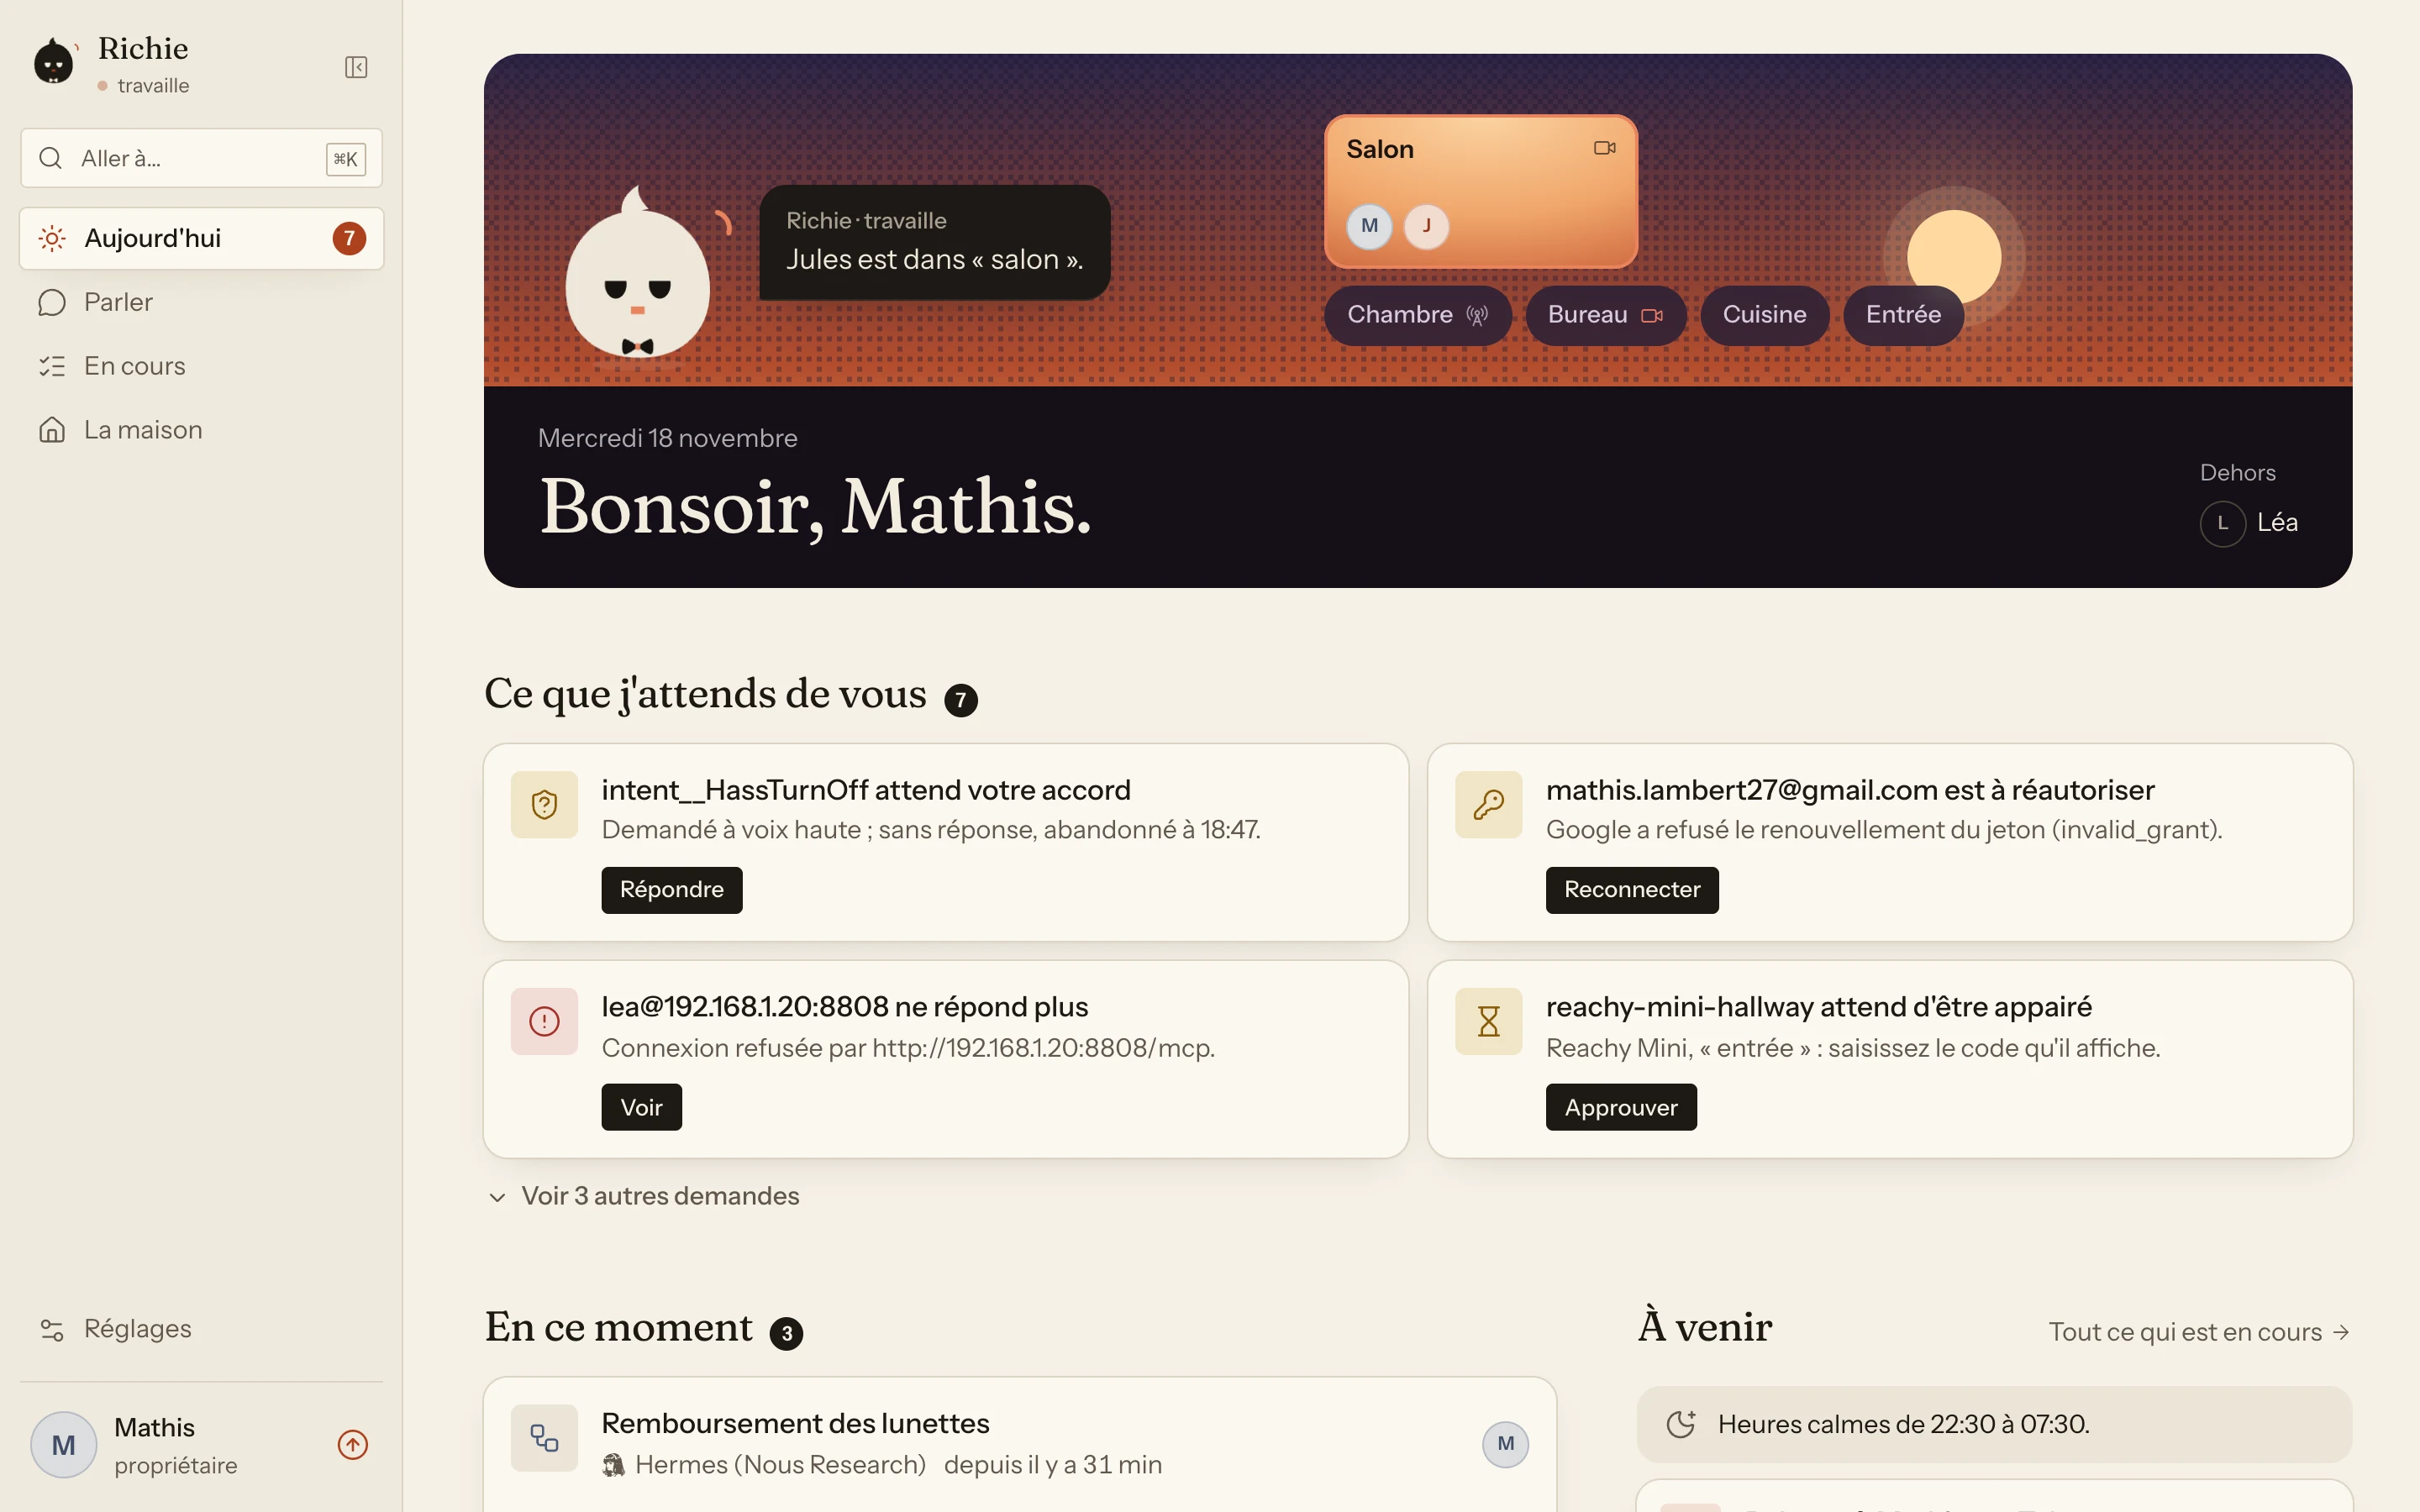 Richie
travaille
Aller à...
⌘K
Aujourd'hui
7
Parler
En cours
La maison
Réglages
M
Mathis
propriétaire
Richie · travaille
Jules est dans « salon ».
Salon
M
J
Chambre
Bureau
Cuisine
Entrée
Mercredi 18 novembre
Bonsoir, Mathis.
Dehors
L
Léa
Ce que j'attends de vous
7
intent__HassTurnOff attend votre accord
Demandé à voix haute ; sans réponse, abandonné à 18:47.
Répondre
mathis.lambert27@gmail.com est à réautoriser
Google a refusé le renouvellement du jeton (invalid_grant).
Reconnecter
lea@192.168.1.20:8808 ne répond plus
Connexion refusée par http://192.168.1.20:8808/mcp.
Voir
reachy-mini-hallway attend d'être appairé
Reachy Mini, « entrée » : saisissez le code qu'il affiche.
Approuver
Voir 3 autres demandes
En ce moment
3
Remboursement des lunettes
Hermes (Nous Research) depuis il y a 31 min
M
À venir
Tout ce qui est en cours →
Heures calmes de 22:30 à 07:30.